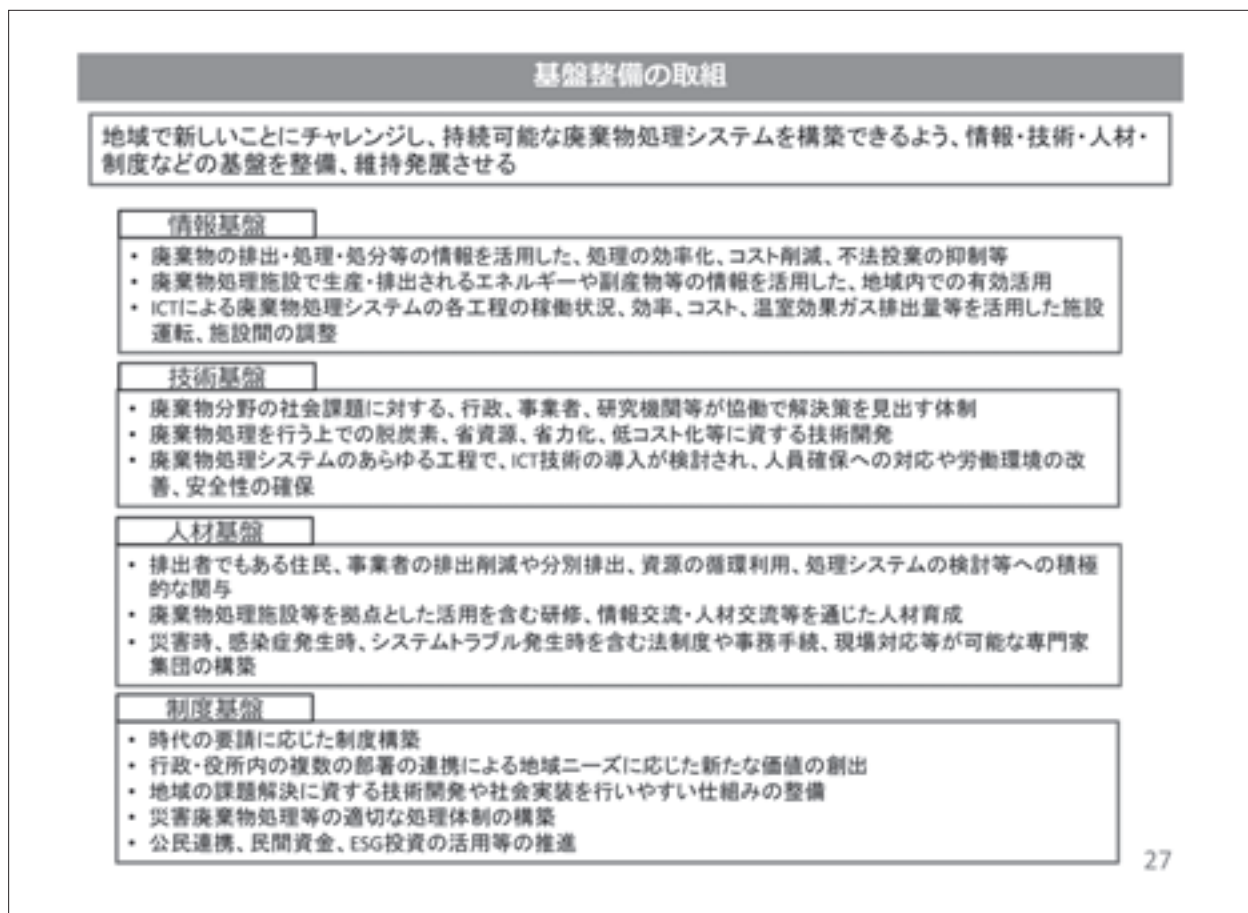 基盤整備の取組
地域で新しいことにチャレンジし、持続可能な廃棄物処理システムを構築できるよう、情報・技術・人材・
制度などの基盤を整備、維持発展させる
情報基盤
• 廃棄物の排出・処理・処分等の情報を活用した、処理の効率化、コスト削減、不法投棄の抑制等
• 廃棄物処理施設で生産・排出されるエネルギーや副産物等の情報を活用した、地域内での有効活用
• ICTによる廃棄物処理システムの各工程の稼働状況、効率、コスト、温室効果ガス排出量等を活用した施設
運転、施設間の調整
技術基盤
• 廃棄物分野の社会課題に対する、行政、事業者、研究機関等が協働で解決策を見出す体制
• 廃棄物処理を行う上での脱炭素、省資源、省力化、低コスト化等に資する技術開発
• 廃棄物処理システムのあらゆる工程で、ICT技術の導入が検討され、人員確保への対応や労働環境の改
善、安全性の確保
人材基盤
• 排出者でもある住民、事業者の排出削減や分別排出、資源の循環利用、処理システムの検討等への積極
的な関与
• 廃棄物処理施設等を拠点とした活用を含む研修、情報交流・人材交流等を通じた人材育成
• 災害時、感染症発生時、システムトラブル発生時を含む法制度や事務手続、現場対応等が可能な専門家
集団の構築
制度基盤
• 時代の要請に応じた制度構築
• 行政・役所内の複数の部署の連携による地域ニーズに応じた新たな価値の創出
• 地域の課題解決に資する技術開発や社会実装を行いやすい仕組みの整備
• 災害廃棄物処理等の適切な処理体制の構築
• 公民連携、民間資金、ESG投資の活用等の推進
27